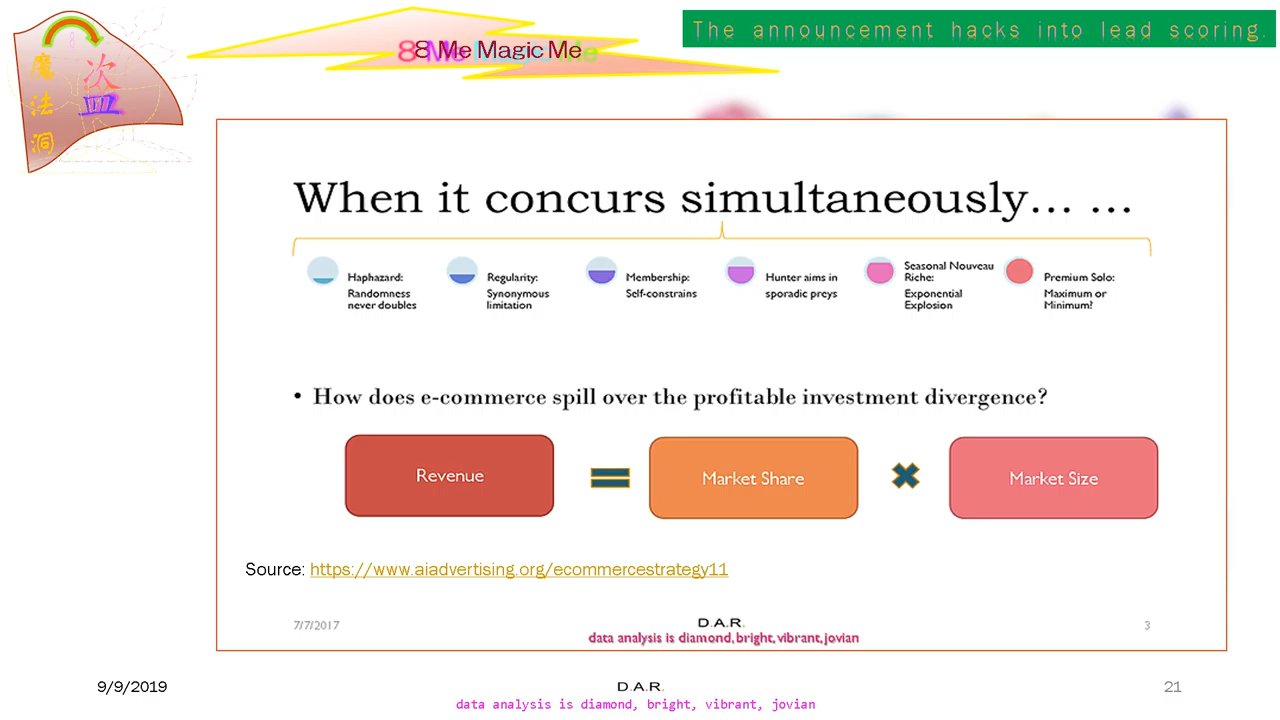 魔法洞
盗
8
8 Me Magic Me
The announcement hacks into lead scoring.
When it concurs simultaneously… …
Haphazard:
Randomness
never doubles
Regularity:
Synonymous
limitation
Membership:
Self-constrains
Hunter aims in
sporadic preys
Seasonal Nouveau
Riche:
Exponential
Explosion
Premium Solo:
Maximum or
Minimum?
• How does e-commerce spill over the profitable investment divergence?
Revenue
Market Share
Market Size
Source: https://www.aiadvertising.org/ecommercestrategy11
7/7/2017
D.A.R.
data analysis is diamond, bright, vibrant, jovian
3
9/9/2019
D.A.R.
data analysis is diamond, bright, vibrant, jovian
21